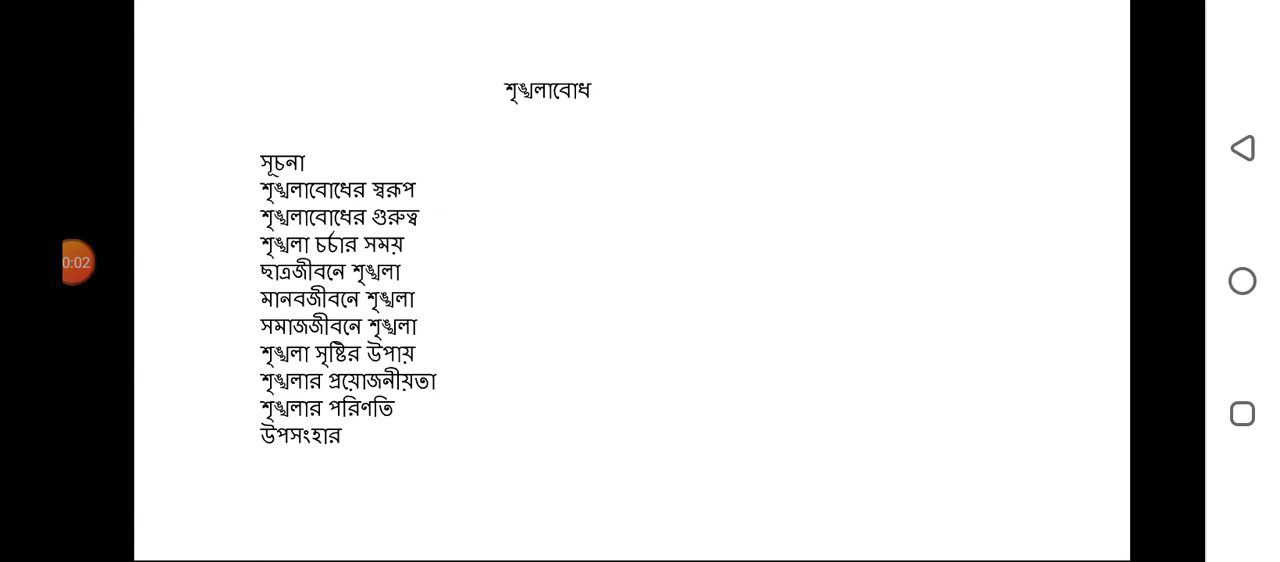 শৃঙ্খলাবোধ
সূচনা
শৃঙ্খলাবোধের স্বরূপ
শৃঙ্খলাবোধের গুরুত্ব
শৃঙ্খলা চর্চার সময়
ছাত্রজীবনে শৃঙ্খলা
মানবজীবনে শৃঙ্খলা
সমাজজীবনে শৃঙ্খলা
শৃঙ্খলা সৃষ্টির উপায়
শৃঙ্খলার প্রয়োজনীয়তা
শৃঙ্খলার পরিণতি
উপসংহার
0:02